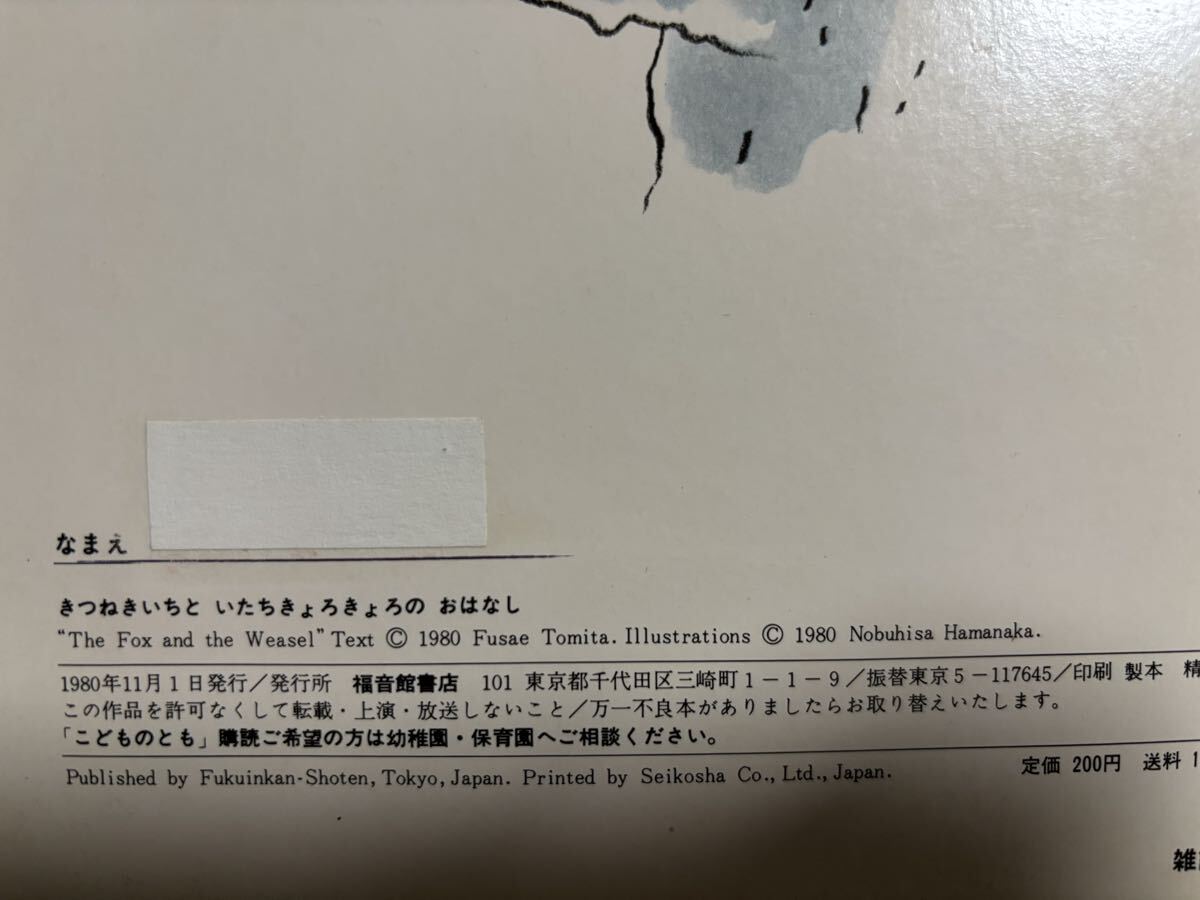 なまえ
きつねきいちと いたちきょろきょろの おはなし
“The Fox and the Weasel” Text © 1980 Fusae Tomita. Illustrations © 1980 Nobuhisa Hamanaka.
1980年11月1日発行／発行所 福音館書店 101 東京都千代田区三崎町1－1－9／振替東京5－117645／印刷 製本 精
この作品を許可なくして転載・上演・放送しないこと／万一不良本がありましたらお取り替えいたします。
「こどものとも」購読ご希望の方は幼稚園・保育園へご相談ください。
Published by Fukuinkan-Shoten, Tokyo, Japan. Printed by Seikosha Co., Ltd., Japan.
定価 200円 送料 1
雑